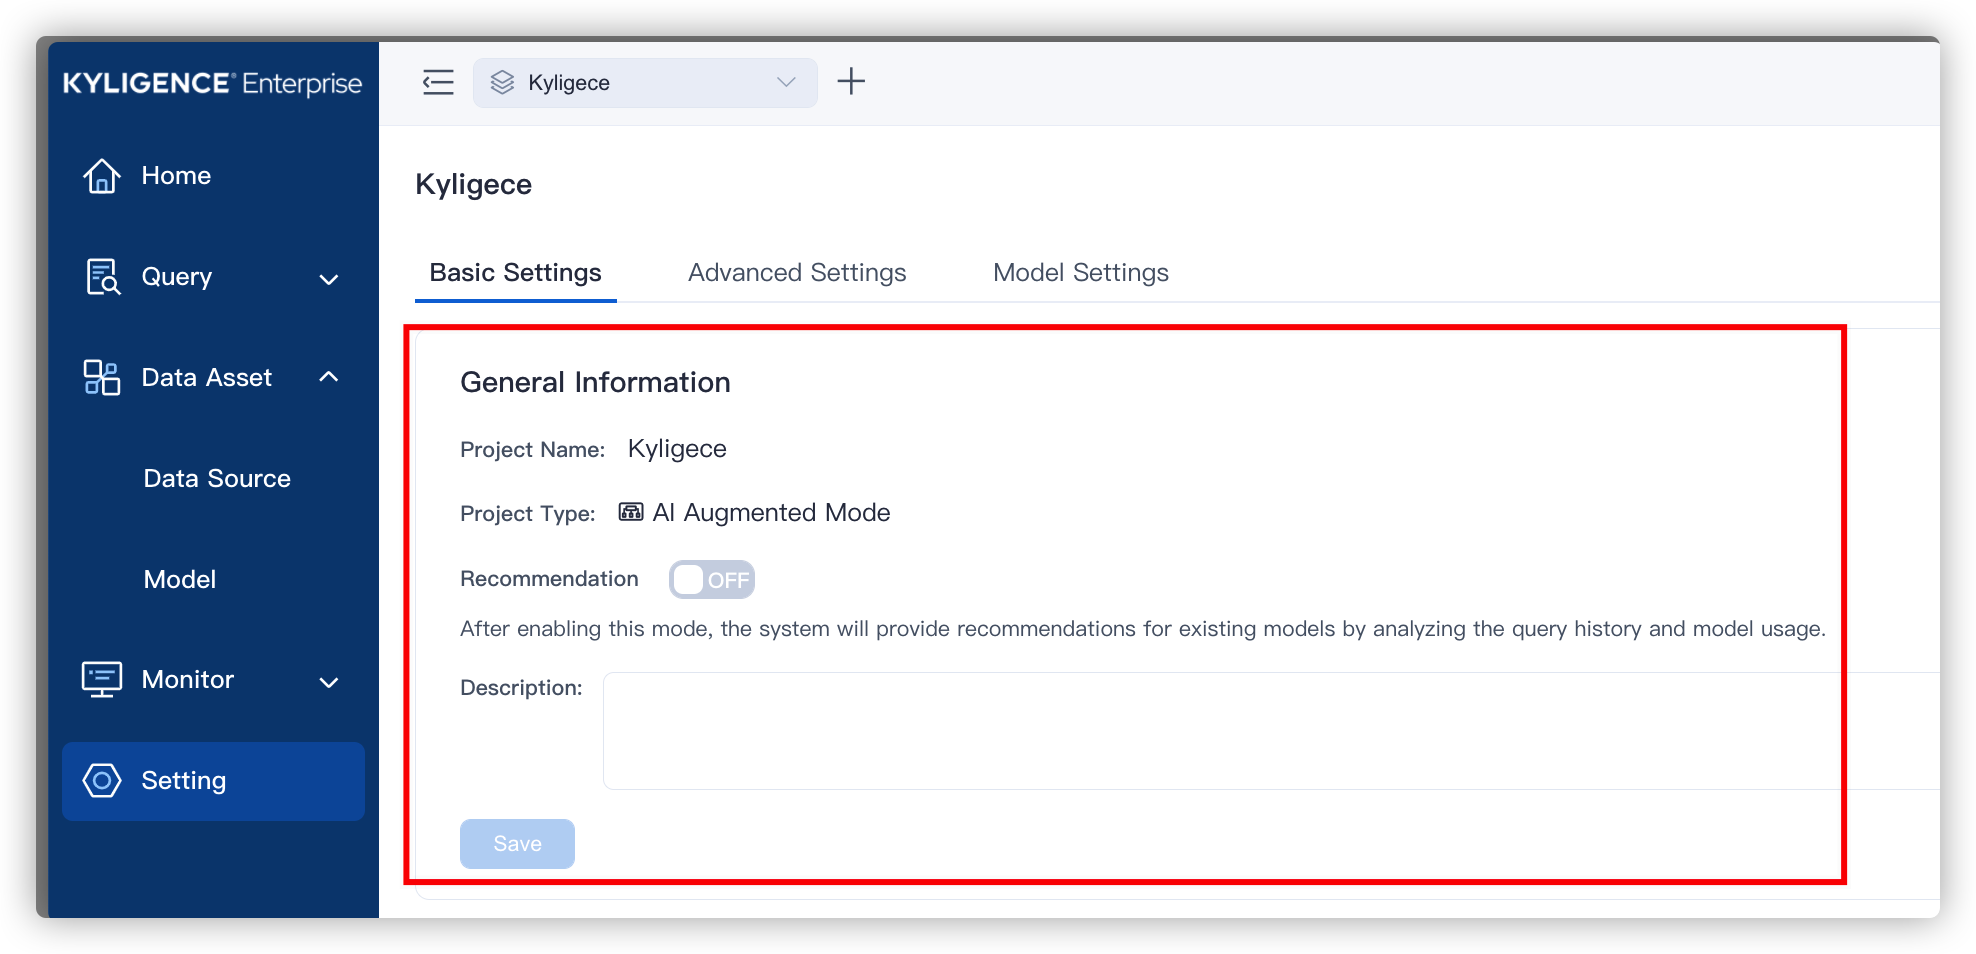 KYLIGENCE® Enterprise
Kyligece
Home
Query
Data Asset
Data Source
Model
Monitor
Setting
Kyligece
Basic Settings
Advanced Settings
Model Settings
General Information
Project Name: Kyligece
Project Type: AI Augmented Mode
Recommendation OFF
After enabling this mode, the system will provide recommendations for existing models by analyzing the query history and model usage.
Description:
Save